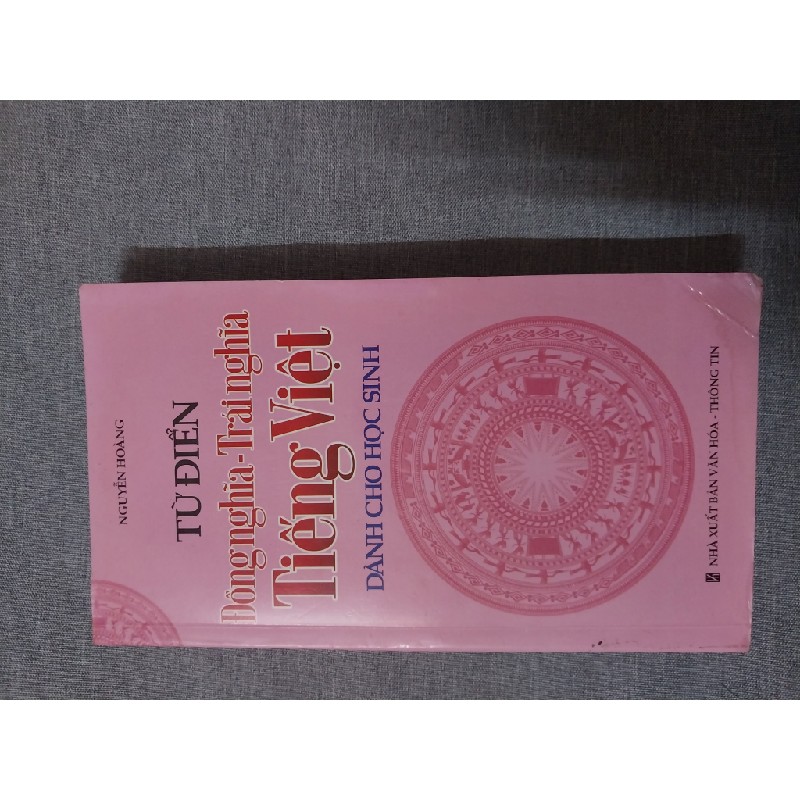 NGUYỄN HOÀNG
TỪ ĐIỂN
Đồng nghĩa-Trái nghĩa
Tiếng Việt
DÀNH CHO HỌC SINH
NHÀ XUẤT BẢN VĂN HÓA - THÔNG TIN